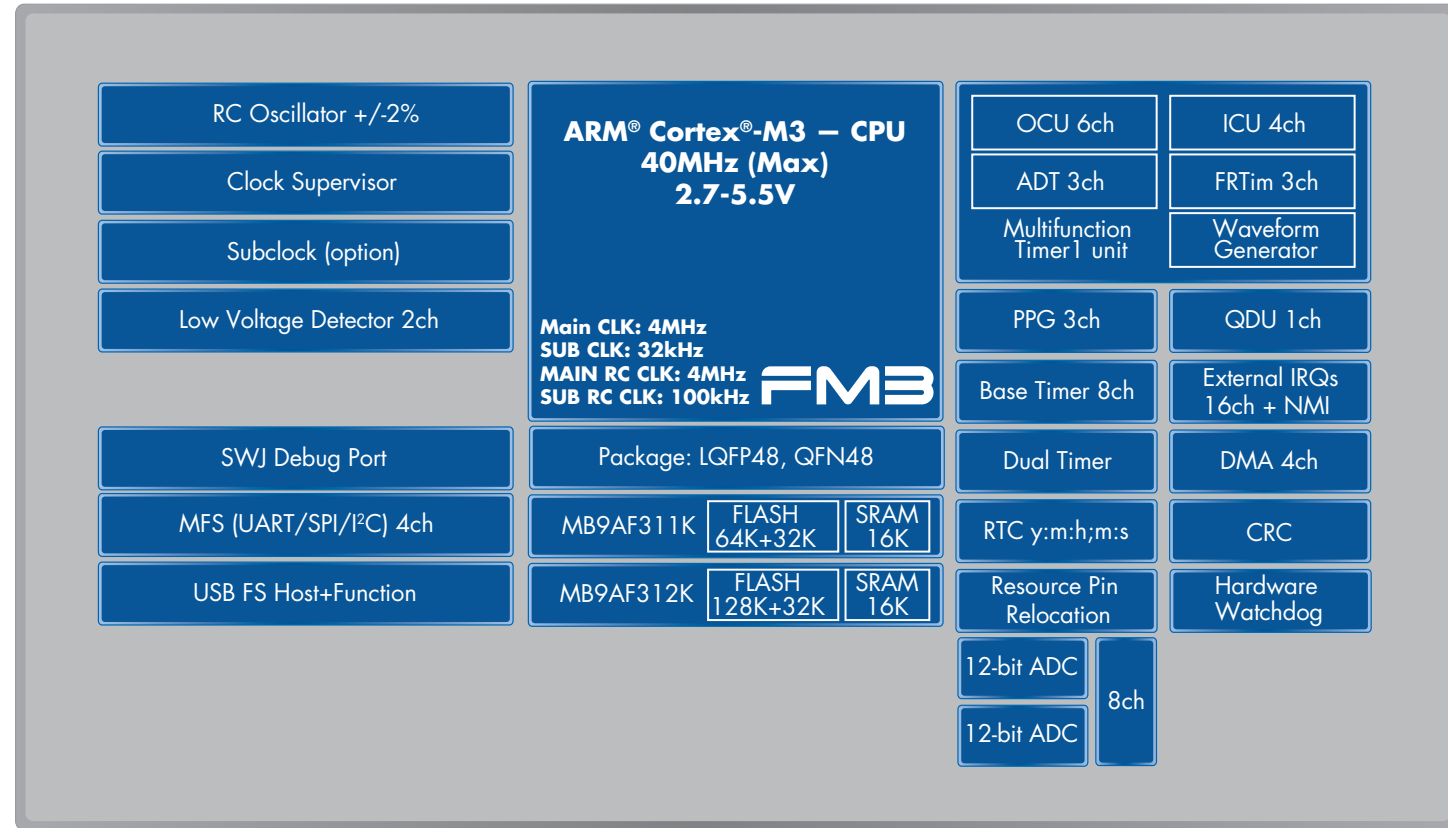 RC Oscillator +/-2%
Clock Supervisor
Subclock (option)
Low Voltage Detector 2ch
SWJ Debug Port
MFS (UART/SPI/I²C) 4ch
USB FS Host+Function
ARM® Cortex®-M3 — CPU
40MHz (Max)
2.7-5.5V
Main CLK: 4MHz
SUB CLK: 32kHz
MAIN RC CLK: 4MHz
SUB RC CLK: 100kHz
FM3
Package: LQFP48, QFN48
MB9AF311K
FLASH
64K+32K
SRAM
16K
MB9AF312K
FLASH
128K+32K
SRAM
16K
OCU 6ch
ICU 4ch
ADT 3ch
FRTim 3ch
Multifunction
Timer1 unit
Waveform
Generator
PPG 3ch
QDU 1ch
Base Timer 8ch
External IRQs
16ch + NMI
Dual Timer
DMA 4ch
RTC y:m:h;m:s
CRC
Resource Pin
Relocation
Hardware
Watchdog
12-bit ADC
12-bit ADC
8ch